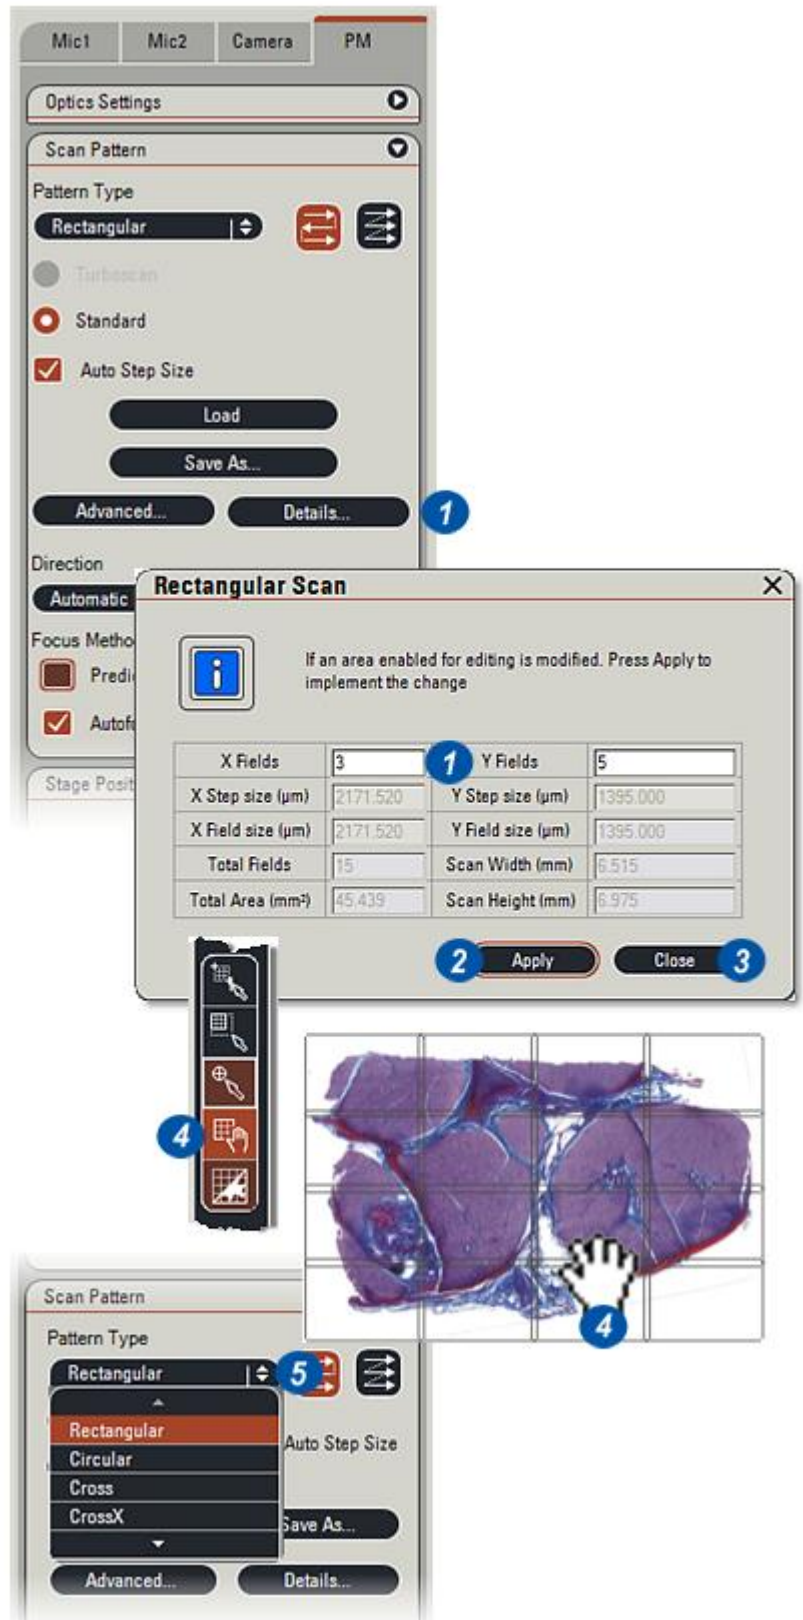 Mic1 Mic2 Camera PM
Optics Settings
Scan Pattern
Pattern Type
Rectangular
Turboscan
Standard
Auto Step Size
Load
Save As...
Advanced... Details... 1
Direction
Automatic
Focus Metho
Predi
Autofo
Stage Posit
Rectangular Scan X
If an area enabled for editing is modified. Press Apply to
implement the change
X Fields 3 1 Y Fields 5
X Step size (µm) 2171.520 Y Step size (µm) 1395.000
X Field size (µm) 2171.520 Y Field size (µm) 1395.000
Total Fields 15 Scan Width (mm) 6.515
Total Area (mm²) 45.439 Scan Height (mm) 6.975
2 Apply Close 3
4
4
Scan Pattern
Pattern Type
Rectangular 5
Rectangular
Circular
Cross
CrossX
Auto Step Size
Save As...
Advanced... Details...